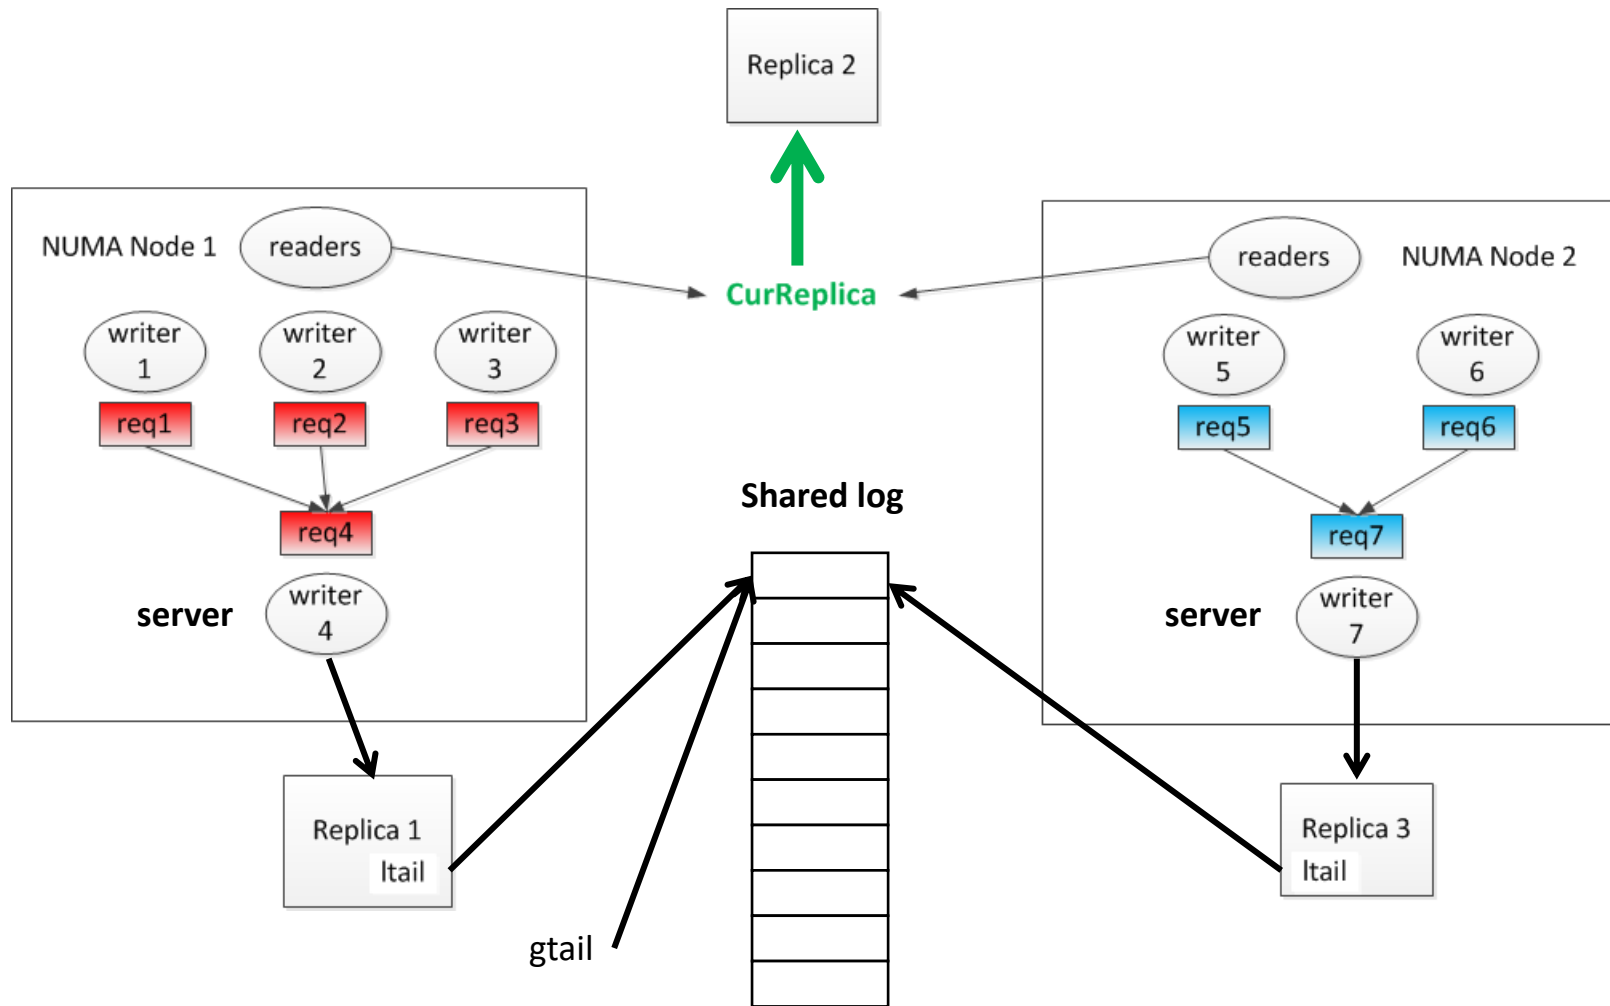 Replica 2
NUMA Node 1
readers
readers
NUMA Node 2
CurReplica
writer
1
writer
2
writer
3
writer
5
writer
6
req1
req2
req3
req5
req6
Shared log
req4
req7
server
writer
4
server
writer
7
Replica 1
ltail
Replica 3
ltail
gtail